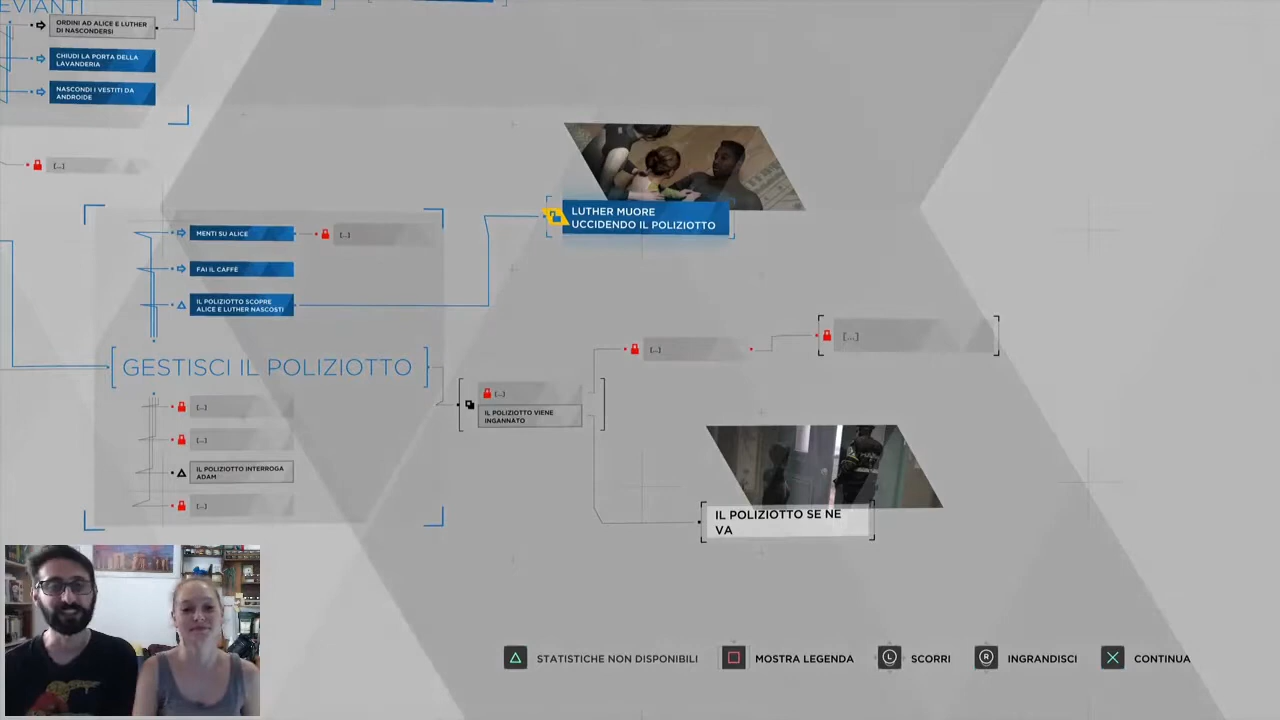 EVIANTI
ORDINI AD ALICE E LUTHER
DI NASCONDERSI
CHIUDI LA PORTA DELLA
LAVANDERIA
NASCONDI I VESTITI DA
ANDROIDE
[...]
LUTHER MUORE
UCCIDENDO IL POLIZIOTTO
MENTI SU ALICE
[...]
FAI IL CAFFÈ
IL POLIZIOTTO SCOPRE
ALICE E LUTHER NASCOSTI
GESTISCI IL POLIZIOTTO
[...]
[...]
[...]
IL POLIZIOTTO VIENE
INGANNATO
[...]
[...]
IL POLIZIOTTO INTERROGA
ADAM
[...]
IL POLIZIOTTO SE NE
VA
STATISTICHE NON DISPONIBILI
MOSTRA LEGENDA
L SCORRI
R INGRANDISCI
CONTINUA